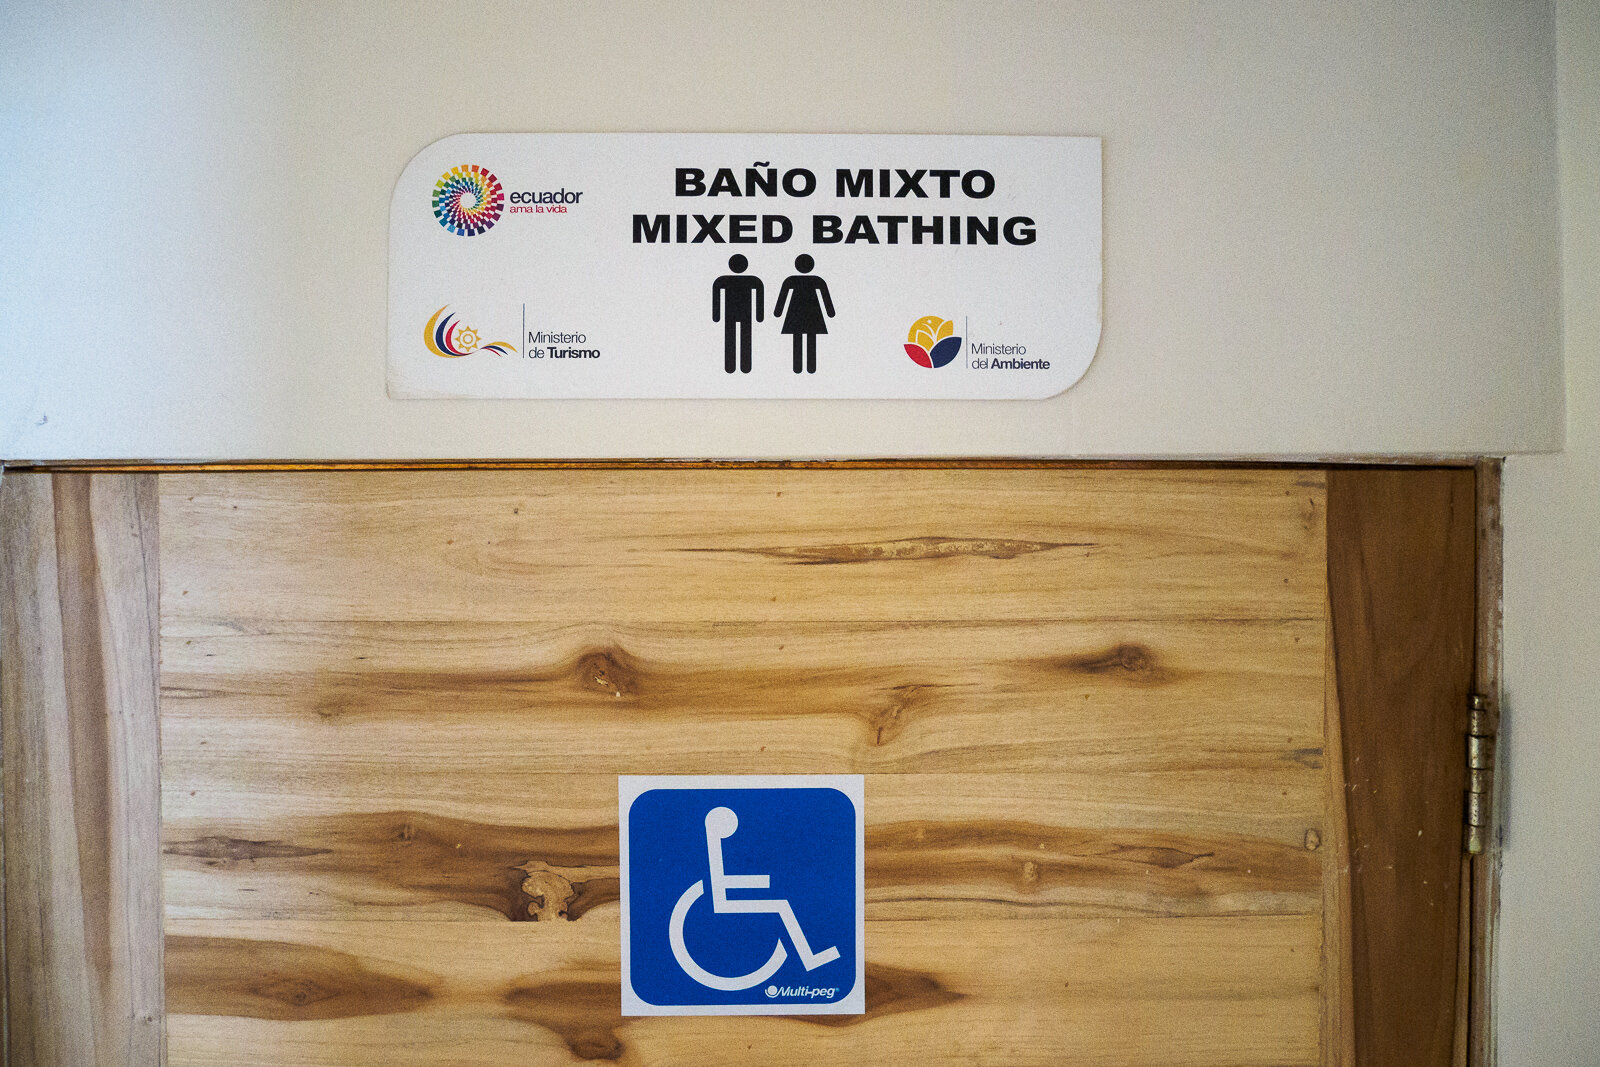 ecuador
ama la vida
BAÑO MIXTO
MIXED BATHING
Ministerio
de Turismo
Ministerio
del Ambiente
Multi-peg